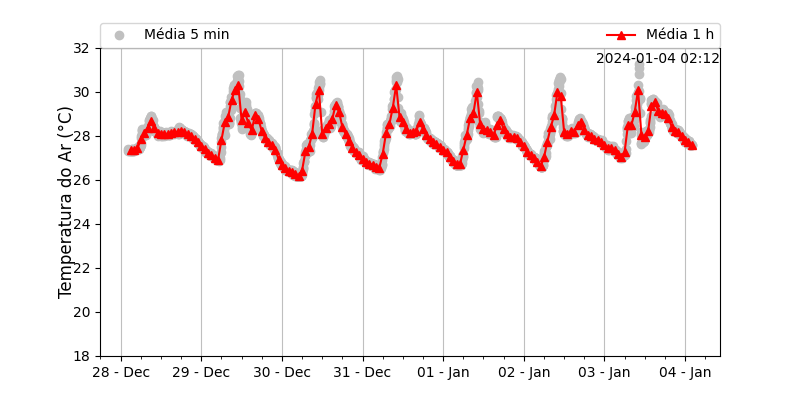 Média 5 min
Média 1 h
2024-01-04 02:12
Temperatura do Ar (°C)
32
30
28
26
24
22
20
18
28 - Dec
29 - Dec
30 - Dec
31 - Dec
01 - Jan
02 - Jan
03 - Jan
04 - Jan